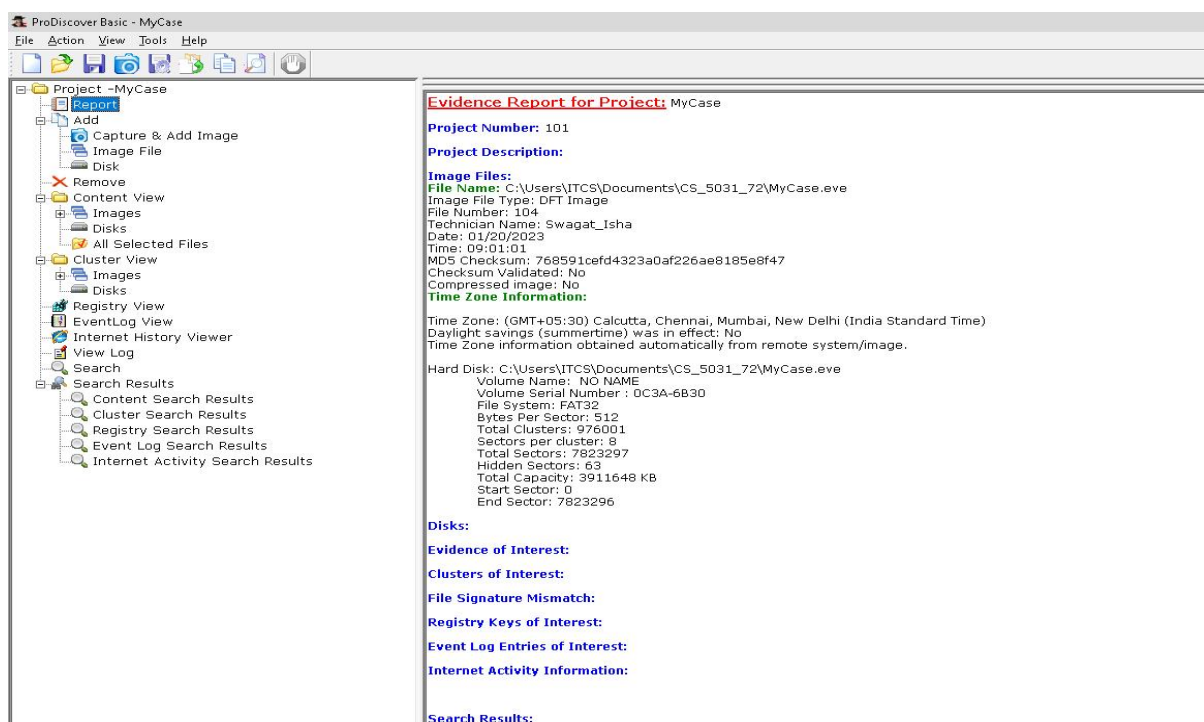 ProDiscover Basic - MyCase
File Action View Tools Help
Project -MyCase
Report
Add
Capture & Add Image
Image File
Disk
Remove
Content View
Images
Disks
All Selected Files
Cluster View
Images
Disks
Registry View
EventLog View
Internet History Viewer
View Log
Search
Search Results
Content Search Results
Cluster Search Results
Registry Search Results
Event Log Search Results
Internet Activity Search Results
Evidence Report for Project: MyCase
Project Number: 101
Project Description:
Image Files:
File Name: C:\Users\ITCS\Documents\CS_5031_72\MyCase.eve
Image File Type: DFT Image
File Number: 104
Technician Name: Swagat_Isha
Date: 01/20/2023
Time: 09:01:01
MD5 Checksum: 768591cefd4323a0af226ae8185e8f47
Checksum Validated: No
Compressed image: No
Time Zone Information:
Time Zone: (GMT+05:30) Calcutta, Chennai, Mumbai, New Delhi (India Standard Time)
Daylight savings (summertime) was in effect: No
Time Zone information obtained automatically from remote system/image.
Hard Disk: C:\Users\ITCS\Documents\CS_5031_72\MyCase.eve
Volume Name: NO NAME
Volume Serial Number : 0C3A-6B30
File System: FAT32
Bytes Per Sector: 512
Total Clusters: 976001
Sectors per cluster: 8
Total Sectors: 7823297
Hidden Sectors: 63
Total Capacity: 3911648 KB
Start Sector: 0
End Sector: 7823296
Disks:
Evidence of Interest:
Clusters of Interest:
File Signature Mismatch:
Registry Keys of Interest:
Event Log Entries of Interest:
Internet Activity Information:
Search Results: